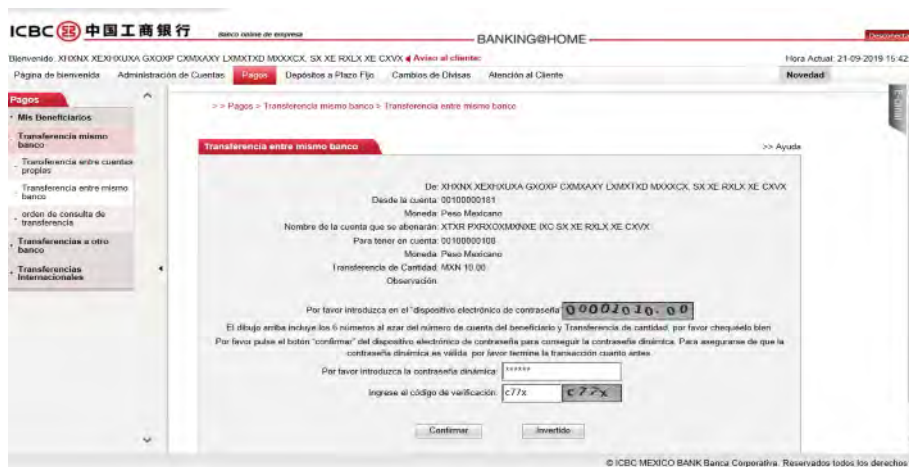 ICBC 中国工商银行 Banco online de empresa
BANKING@HOME
Desconecta
Bienvenido. XHXNX XEXHXUXA GXOXP CXMXAXY LXMXTXD MXXXCX, SX XE RXLX XE CXVX Aviso al cliente:
Hora Actual: 21-09-2019 15:42
Página de bienvenida Administración de Cuentas Pagos Depósitos a Plazo Fijo Cambios de Divisas Atención al Cliente Novedad
Pagos
Mis Beneficiarios
Transferencia mismo
banco
Transferencia entre cuentas
propias
Transferencia entre mismo
banco
orden de consulta de
transferencia
Transferencias a otro
banco
Transferencias
Internacionales
>> Pagos > Transferencia mismo banco > Transferencia entre mismo banco
Transferencia entre mismo banco
>> Ayuda
De: XHXNX XEXHXUXA GXOXP CXMXAXY LXMXTXD MXXXCX, SX XE RXLX XE CXVX
Desde la cuenta: 00100000181
Moneda: Peso Mexicano
Nombre de la cuenta que se abonarán: XTXR PXRXOXMXNXE IXC SX XE RXLX XE CXVX
Para tener en cuenta: 00100000108
Moneda: Peso Mexicano
Transferencia de Cantidad: MXN 10.00
Observación:
Por favor introduzca en el "dispositivo electrónico de contraseña" 00001010.00
El dibujo arriba incluye los 6 números al azar del número de cuenta del beneficiario y Transferencia de cantidad, por favor chequéelo bien
Por favor pulse el botón "confirmar" del dispositivo electrónico de contraseña para conseguir la contraseña dinámica. Para asegurarse de que la
contraseña dinámica es válida, por favor termine la transacción cuanto antes.
Por favor introduzca la contraseña dinámica: ******
Ingrese el código de verificación: c77x c77x
Confirmar Invertido
© ICBC MEXICO BANK Banca Corporativa. Reservados todos los derechos